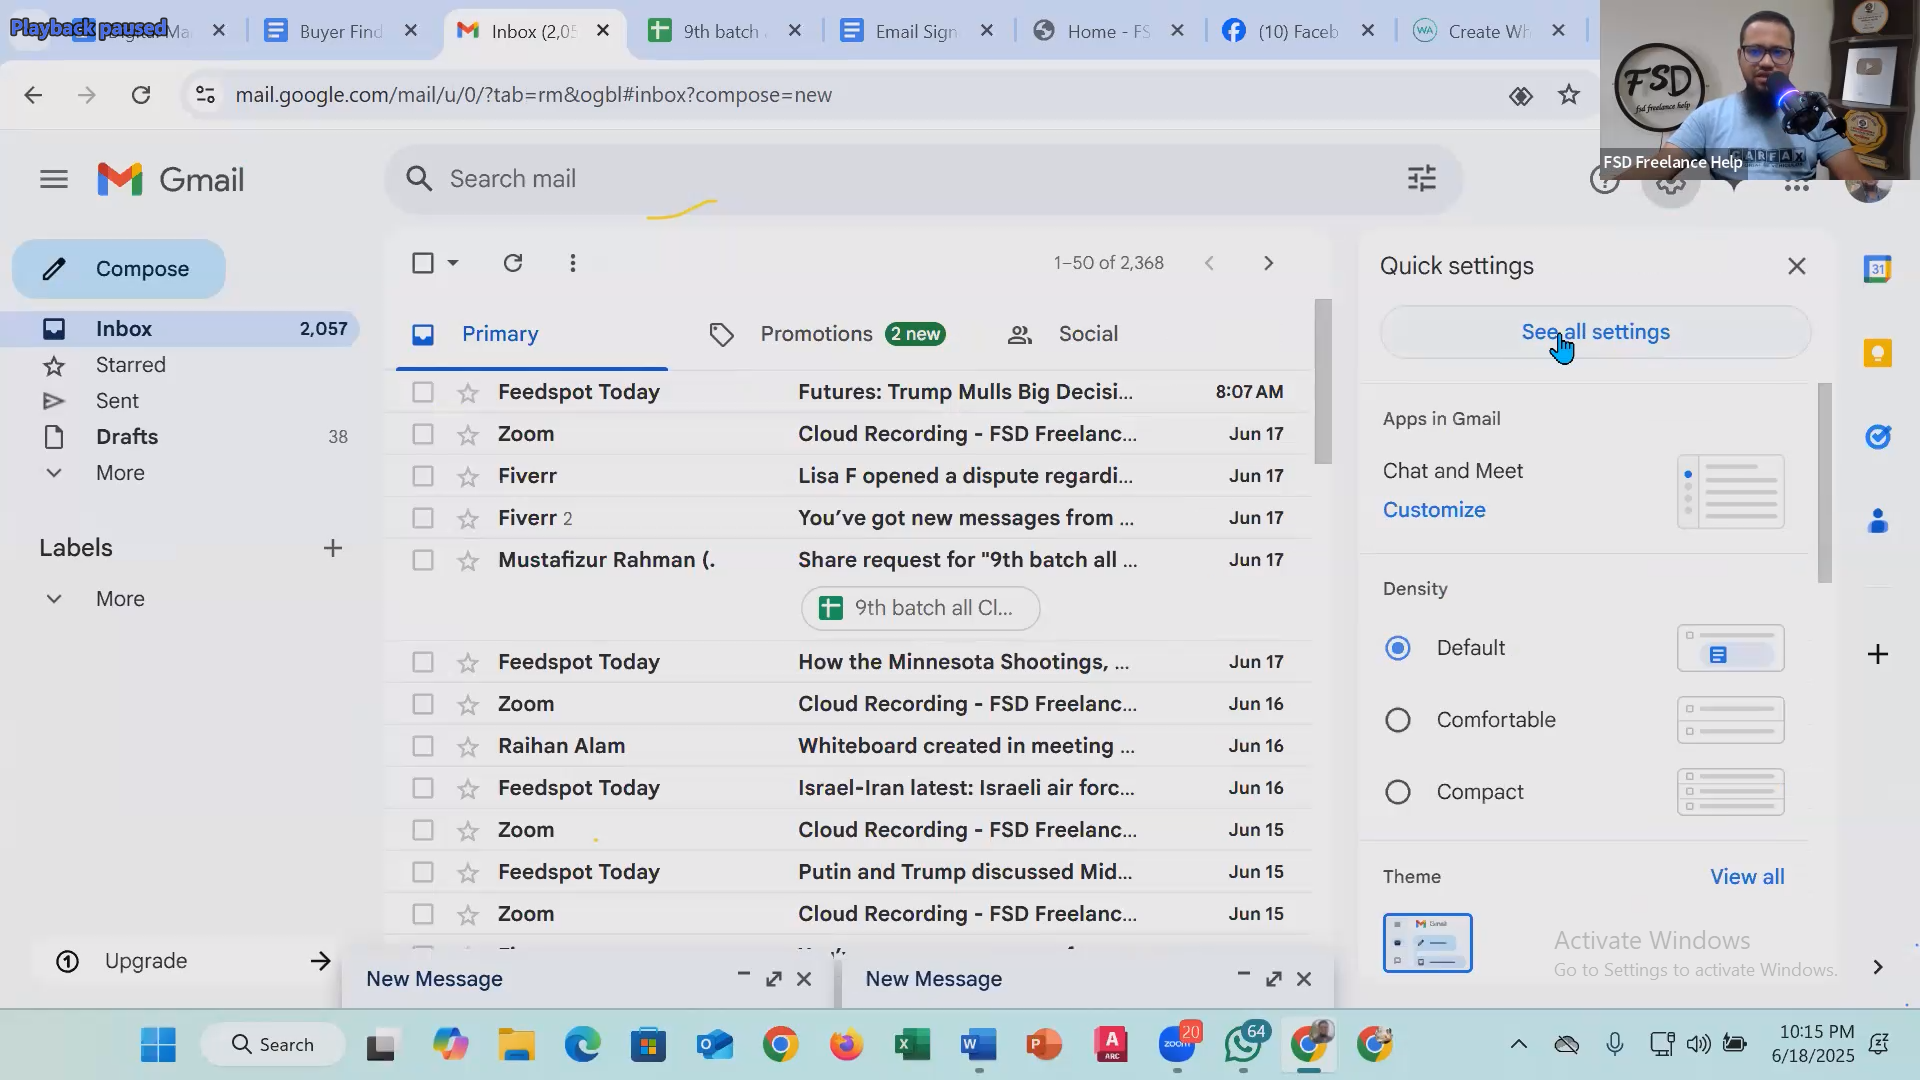 Playback paused
Buyer Find
Inbox (2,05
9th batch
Email Sign
Home - FS
(10) Faceb
WA
Create Wh
mail.google.com/mail/u/0/?tab=rm&ogbl#inbox?compose=new
FSD
fsd freelance help
FSD Freelance Help
Gmail
Search mail
Compose
Inbox 2,057
Starred
Sent
Drafts 38
More
Labels
More
Upgrade
1–50 of 2,368
Primary
Promotions 2 new
Social
Feedspot Today Futures: Trump Mulls Big Decisi... 8:07 AM
Zoom Cloud Recording - FSD Freelanc... Jun 17
Fiverr Lisa F opened a dispute regardi... Jun 17
Fiverr 2 You've got new messages from ... Jun 17
Mustafizur Rahman (. Share request for "9th batch all ... Jun 17
9th batch all Cl...
Feedspot Today How the Minnesota Shootings, ... Jun 17
Zoom Cloud Recording - FSD Freelanc... Jun 16
Raihan Alam Whiteboard created in meeting ... Jun 16
Feedspot Today Israel-Iran latest: Israeli air forc... Jun 16
Zoom Cloud Recording - FSD Freelanc... Jun 15
Feedspot Today Putin and Trump discussed Mid... Jun 15
Zoom Cloud Recording - FSD Freelanc... Jun 15
New Message
New Message
Quick settings
See all settings
Apps in Gmail
Chat and Meet
Customize
Density
Default
Comfortable
Compact
Theme
View all
Gmail
31
Activate Windows
Go to Settings to activate Windows.
Search
ARC
zoom
20
64
10:15 PM
6/18/2025